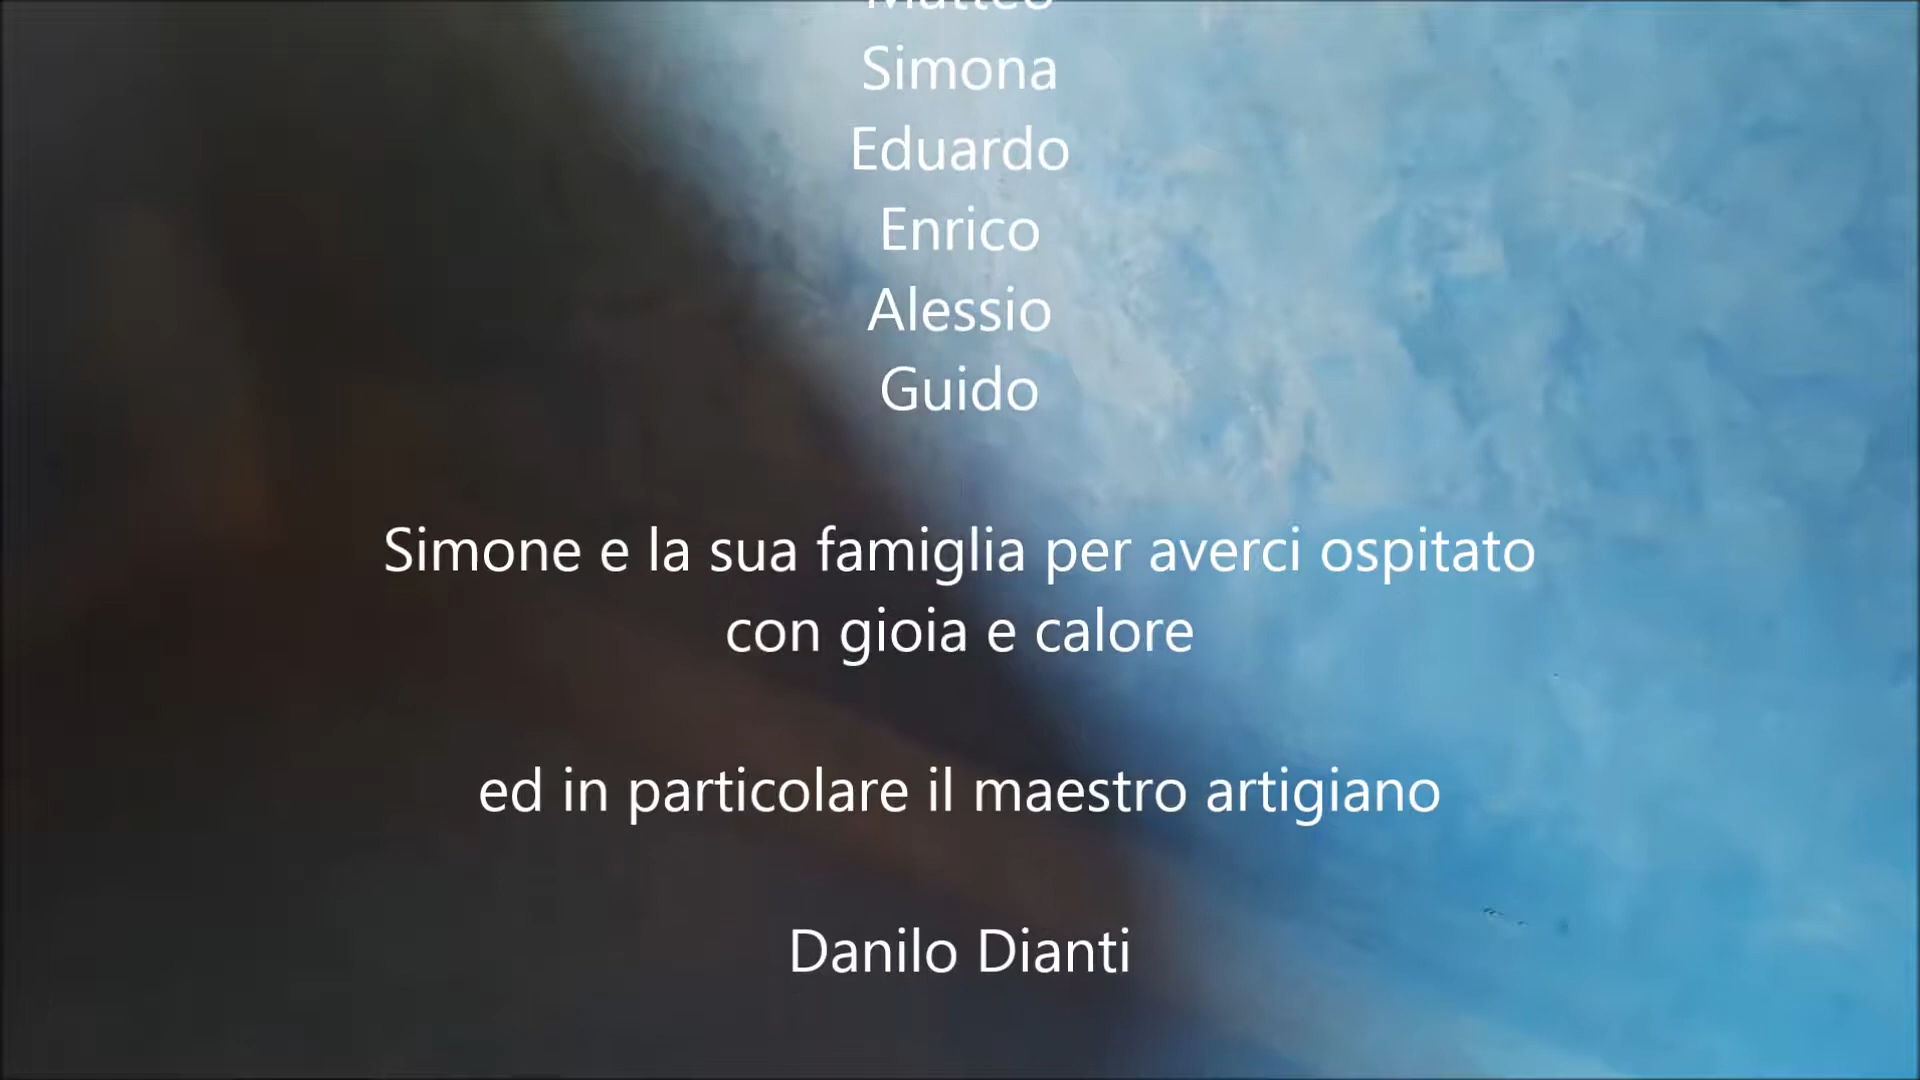 Matteo
Simona
Eduardo
Enrico
Alessio
Guido
Simone e la sua famiglia per averci ospitato
con gioia e calore
ed in particolare il maestro artigiano
Danilo Dianti